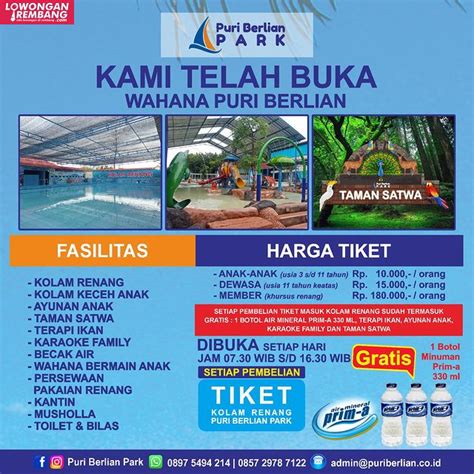 LOWONGAN
REMBANG
Puri Berlian
PARK
KAMI TELAH BUKA
WAHANA PURI BERLIAN
TAMAN SATWA
FASILITAS
- KOLAM RENANG
- KOLAM KECEH ANAK
- AYUNAN ANAK
- TAMAN SATWA
- TERAPI IKAN
- KARAOKE FAMILY
- BECAK AIR
- WAHANA BERMAIN ANAK
- PERSEWAAN
- PAKAIAN RENANG
- KANTIN
- MUSHOLLA
- TOILET & BILAS
HARGA TIKET
- ANAK-ANAK (usia 3 s/d 11 tahun) Rp. 10.000,- / orang
- DEWASA (usia 11 tahun keatas) Rp. 15.000,- / orang
- MEMBER (khursus renang) Rp. 180.000,- / orang
SETIAP PEMBELIAN TIKET MASUK KOLAM RENANG SUDAH TERMASUK
GRATIS : 1 BOTOL AIR MINERAL PRIM-A 330 ML, TERAPI IKAN, AYUNAN ANAK,
KARAOKE FAMILY DAN TAMAN SATWA
DIBUKA SETIAP HARI
JAM 07.30 WIB S/D 16.30 WIB
SETIAP PEMBELIAN
TIKET
KOLAM RENANG
PURI BERLIAN PARK
Gratis
1 Botol
Minuman
Prim-a
330 ml
air mineral
prim-a
Puri Berlian Park 0897 5494 214 | 0857 2978 7122 admin@puriberlian.co.id